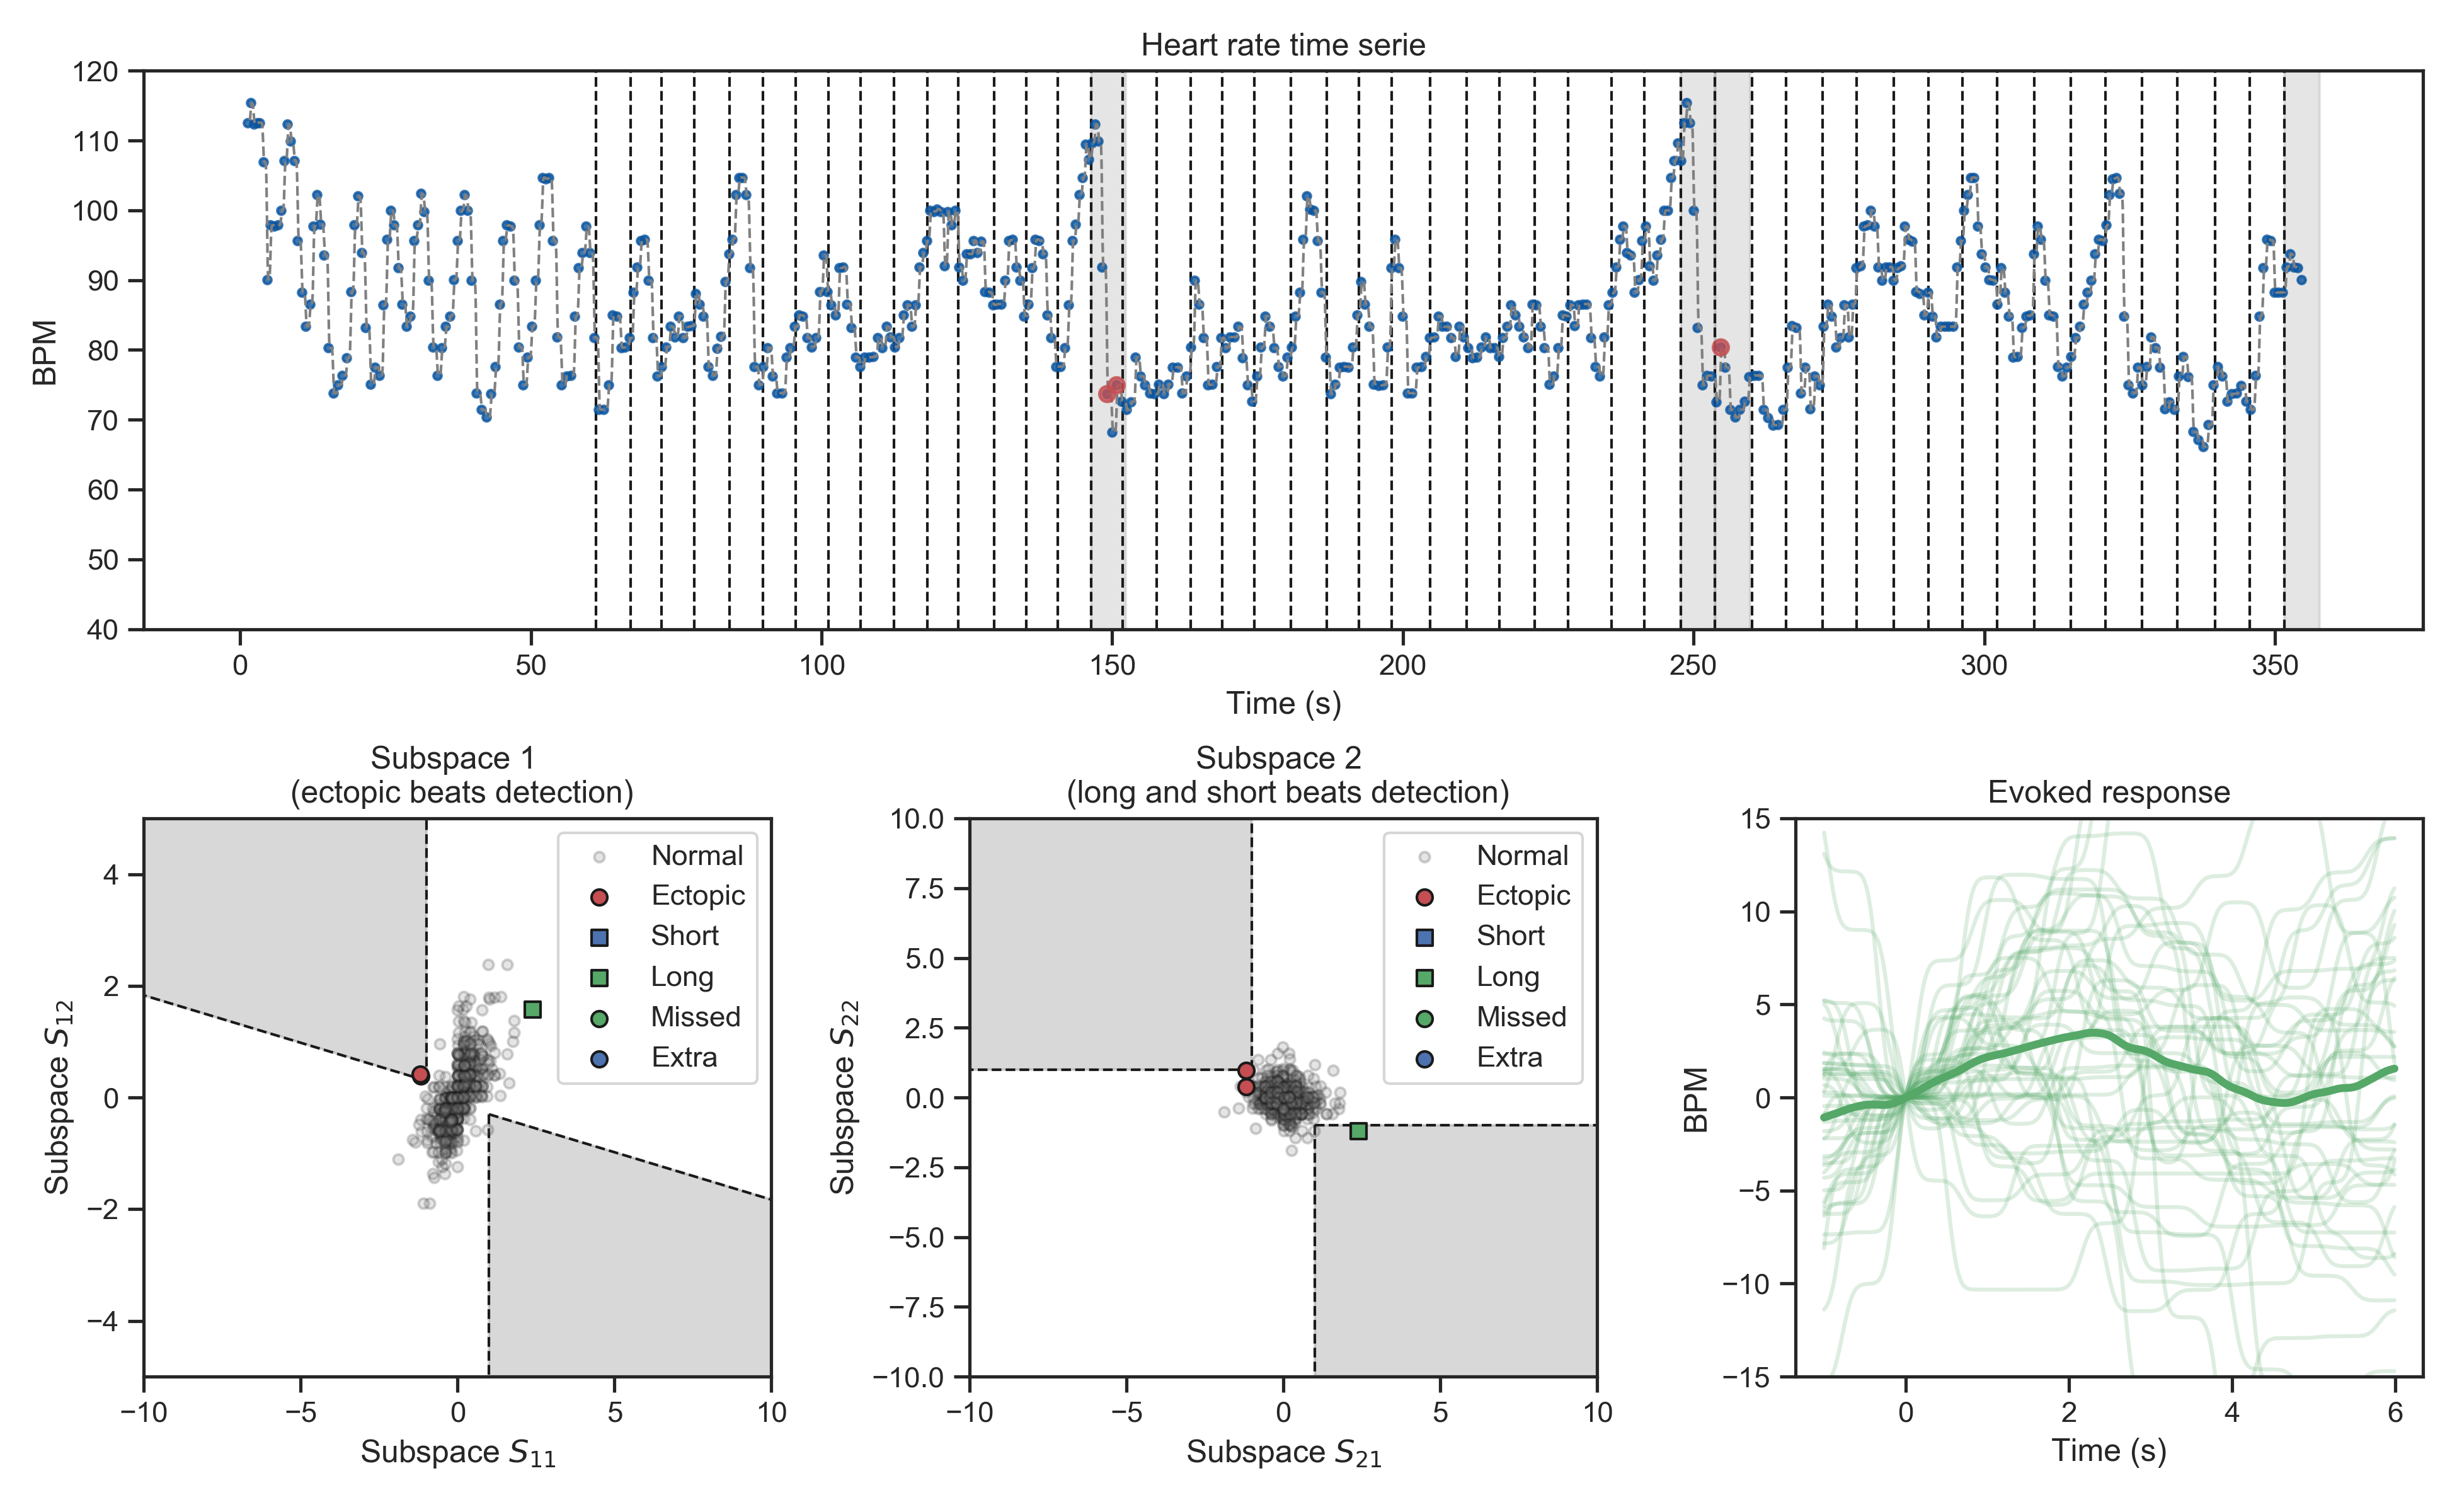 Heart rate time serie
120
110
100
90
80
70
60
50
40
BPM
0 50 100 150 200 250 300 350
Time (s)
Subspace 1
(ectopic beats detection)
4
2
0
−2
−4
Subspace S12
−10 −5 0 5 10
Subspace S11
Normal
Ectopic
Short
Long
Missed
Extra
Subspace 2
(long and short beats detection)
10.0
7.5
5.0
2.5
0.0
−2.5
−5.0
−7.5
−10.0
Subspace S22
−10 −5 0 5 10
Subspace S21
Normal
Ectopic
Short
Long
Missed
Extra
Evoked response
15
10
5
0
−5
−10
−15
BPM
0 2 4 6
Time (s)